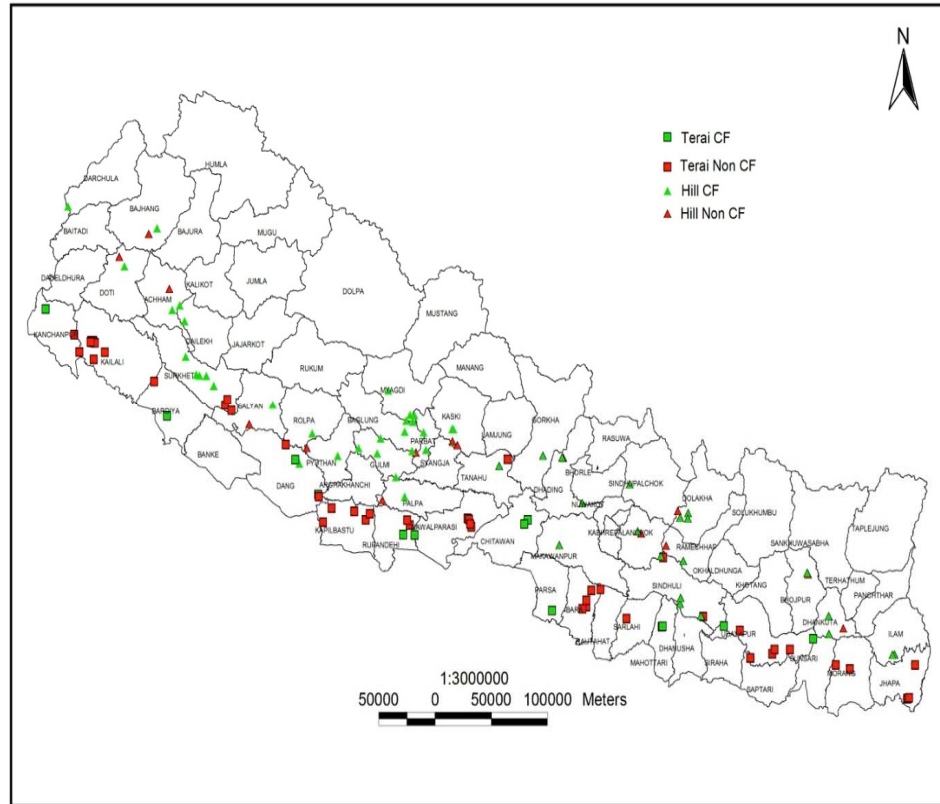 N
Terai CF
Terai Non CF
Hill CF
Hill Non CF
HUMLA
DARCHULA
BAJHANG
BAJURA
MUGU
BAITADI
DADELDHURA
DOTI
ACHHAM
KALIKOT
JUMLA
DOLPA
MUSTANG
KANCHANPUR
KAILALI
DAILEKH
JAJARKOT
SURKHET
RUKUM
MANANG
MYAGDI
BARDIYA
SALYAN
ROLPA
BAGLUNG
KASKI
LAMJUNG
GORKHA
PARBAT
BANKE
PYUTHAN
GULMI
SYANGJA
TANAHU
BHORLE
RASUWA
SINDHUPALCHOK
DANG
ARGHAKHANCHI
PALPA
DHADING
NUWAKOT
DOLAKHA
SOLUKHUMBU
TAPLEJUNG
KAPILBASTU
RUPANDEHI
NAWALPARASI
CHITAWAN
KABHREPALANCHOK
RAMECHHAP
SANKHUWASABHA
MAKAWANPUR
OKHALDHUNGA
KHOTANG
TERHATHUM
PANCHTHAR
PARSA
BARA
SINDHULI
BHOJPUR
DHANKUTA
ILAM
RAUTAHAT
SARLAHI
MAHOTTARI
DHANUSHA
SIRAHA
UDAYAPUR
SAPTARI
SUNSARI
MORANG
JHAPA
1:3000000
50000 0 50000 100000 Meters